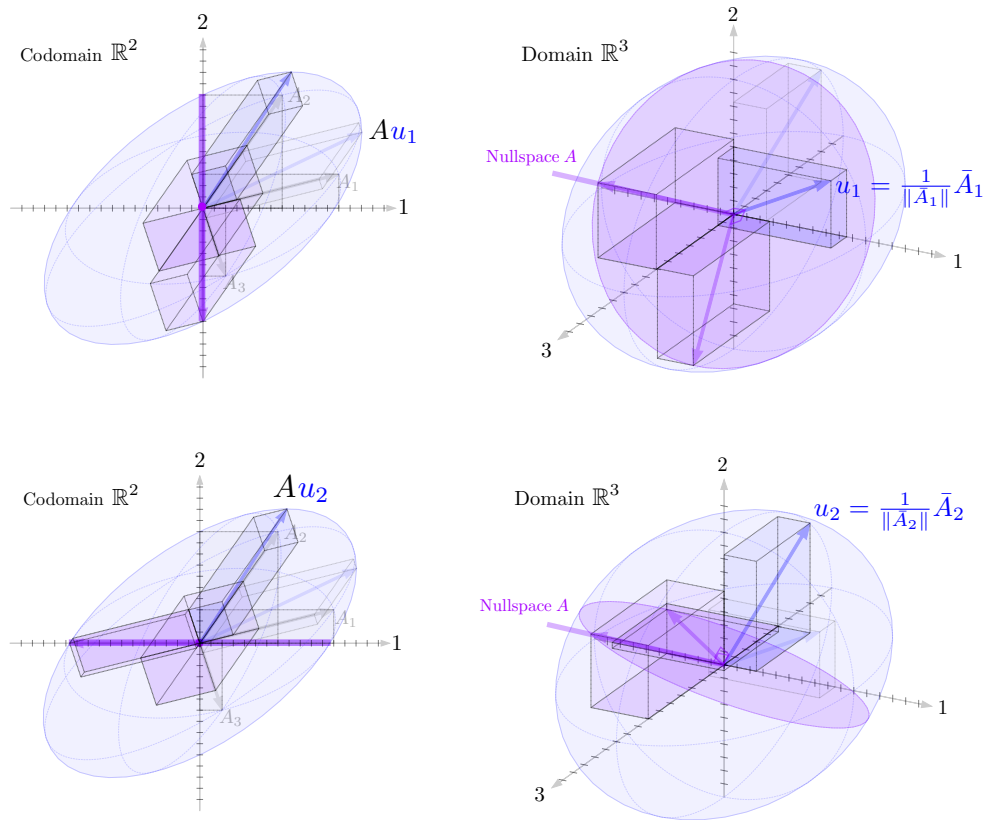 2
Codomain ℝ²
A₂
Au₁
A₁
1
A₃
2
Domain ℝ³
Nullspace A
u₁ = 1/‖Ā₁‖ Ā₁
1
3
2
Codomain ℝ²
Au₂
A₂
A₁
1
A₃
2
Domain ℝ³
u₂ = 1/‖Ā₂‖ Ā₂
Nullspace A
1
3